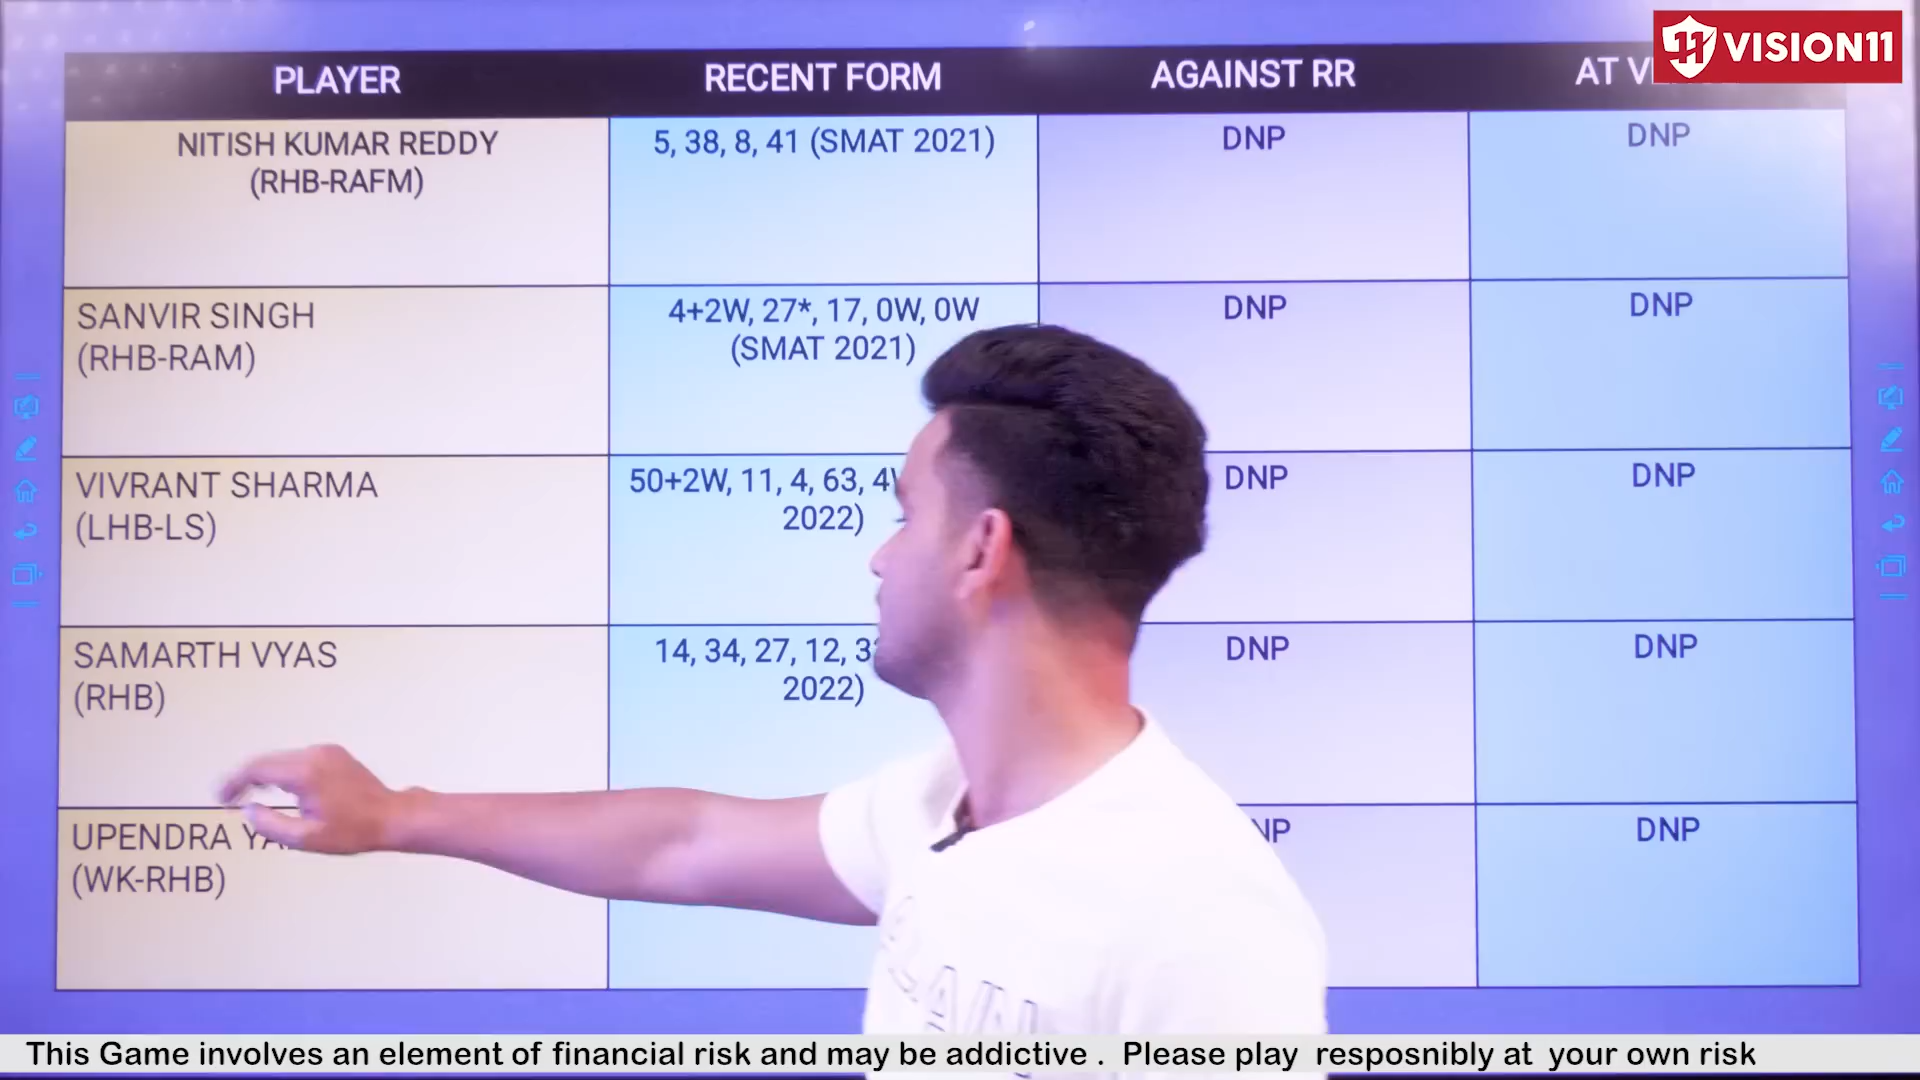 VISION11
PLAYER RECENT FORM AGAINST RR AT
NITISH KUMAR REDDY 5, 38, 8, 41 (SMAT 2021) DNP DNP
(RHB-RAFM)
SANVIR SINGH 4+2W, 27*, 17, 0W, 0W DNP DNP
(RHB-RAM) (SMAT 2021)
VIVRANT SHARMA 50+2W, 11, 4, 63, DNP DNP
(LHB-LS) 2022)
SAMARTH VYAS 14, 34, 27, 12, DNP DNP
(RHB) 2022)
UPENDRA DNP
(WK-RHB)
This Game involves an element of financial risk and may be addictive . Please play resposnibly at your own risk